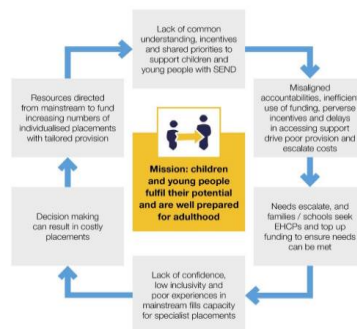 Lack of common
understanding, incentives
and shared priorities to
support children and
young people with SEND
Misaligned
accountabilities, inefficient
use of funding, perverse
incentives and delays
in accessing support
drive poor provision and
escalate costs
Needs escalate, and
families / schools seek
EHCPs and top up
funding to ensure needs
can be met
Lack of confidence,
low inclusivity and
poor experiences in
mainstream fills capacity
for specialist placements
Decision making
can result in costly
placements
Resources directed
from mainstream to fund
increasing numbers of
individualised placements
with tailored provision
Mission: children
and young people
fulfil their potential
and are well prepared
for adulthood